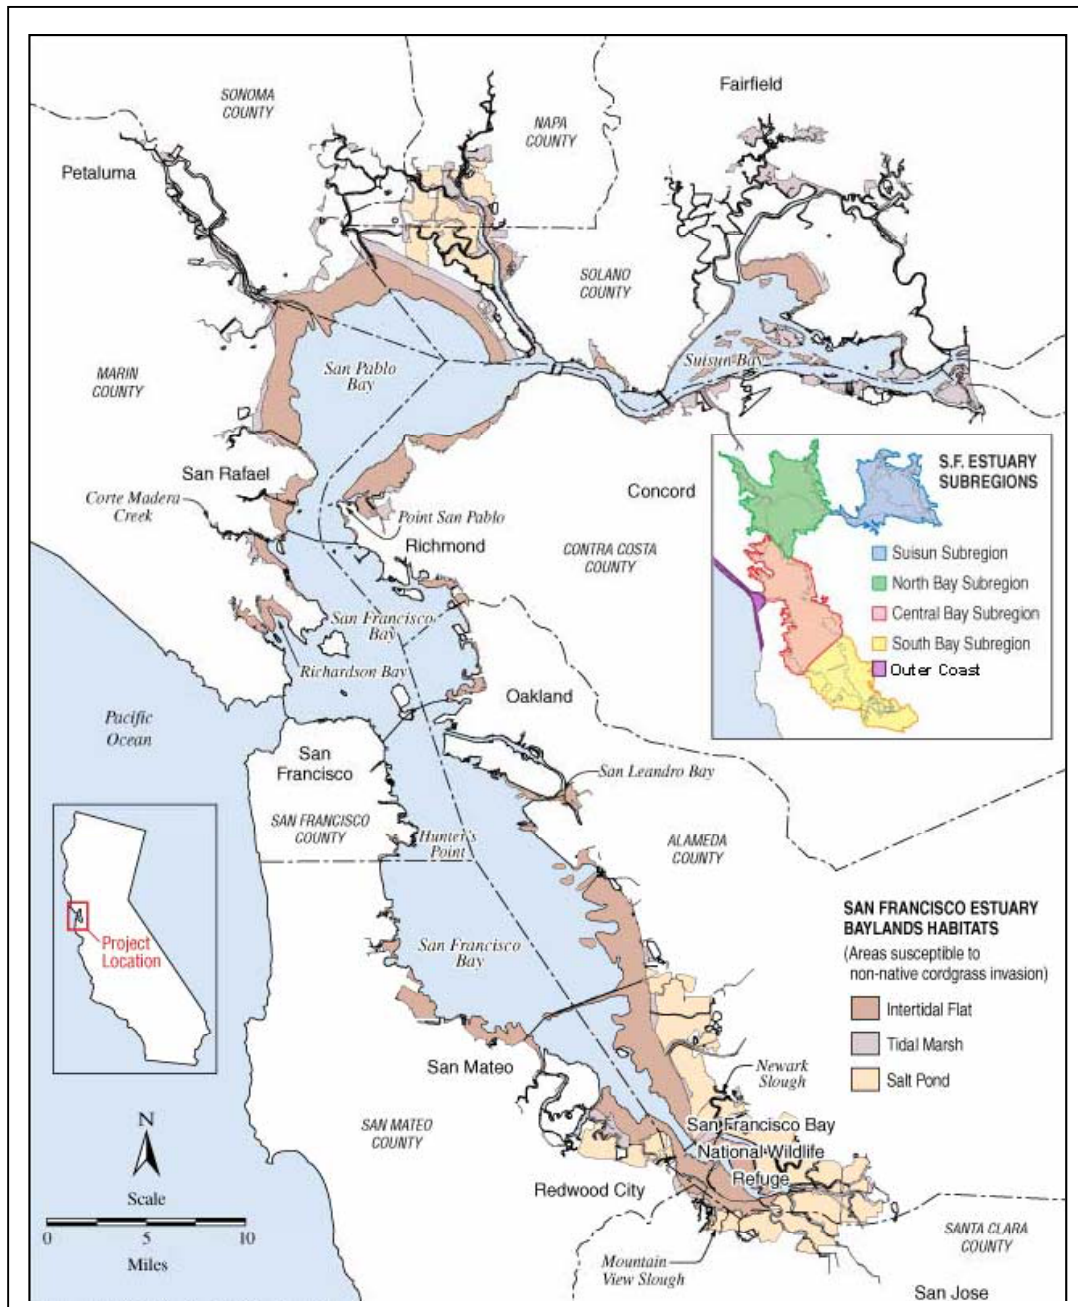 SONOMA
COUNTY
NAPA
COUNTY
Fairfield
Petaluma
SOLANO
COUNTY
MARIN
COUNTY
San Pablo
Bay
Suisun Bay
San Rafael
Corte Madera
Creek
Point San Pablo
Richmond
Concord
CONTRA COSTA
COUNTY
S.F. ESTUARY
SUBREGIONS
Suisun Subregion
North Bay Subregion
Central Bay Subregion
South Bay Subregion
Outer Coast
San Francisco
Bay
Richardson Bay
Oakland
Pacific
Ocean
San
Francisco
San Leandro Bay
SAN FRANCISCO
COUNTY
Hunter's
Point
ALAMEDA
COUNTY
Project
Location
San Francisco
Bay
SAN FRANCISCO ESTUARY
BAYLANDS HABITATS
(Areas susceptible to
non-native cordgrass invasion)
Intertidal Flat
Tidal Marsh
Salt Pond
San Mateo
Newark
Slough
SAN MATEO
COUNTY
San Francisco Bay
National Wildlife
Refuge
Redwood City
N
Scale
0 5 10
Miles
Mountain
View Slough
SANTA CLARA
COUNTY
San Jose